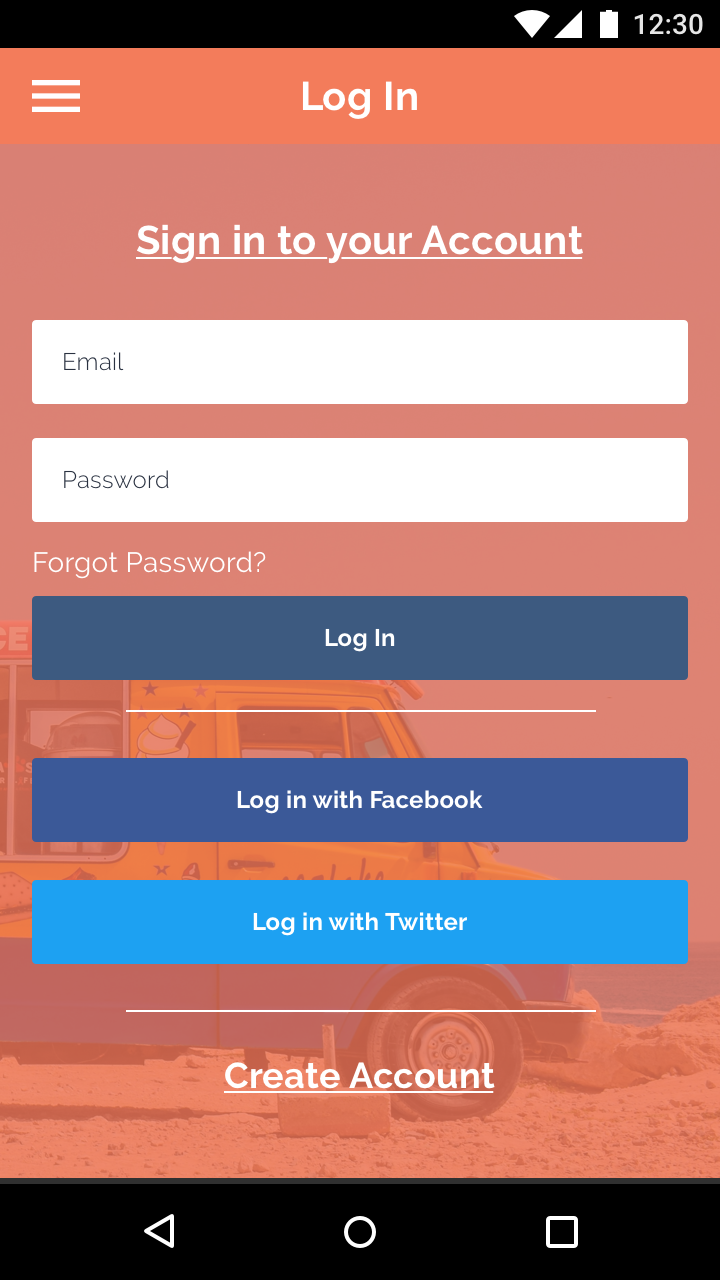 12:30
Log In
Sign in to your Account
Email
Password
Forgot Password?
Log In
Log in with Facebook
Log in with Twitter
Create Account